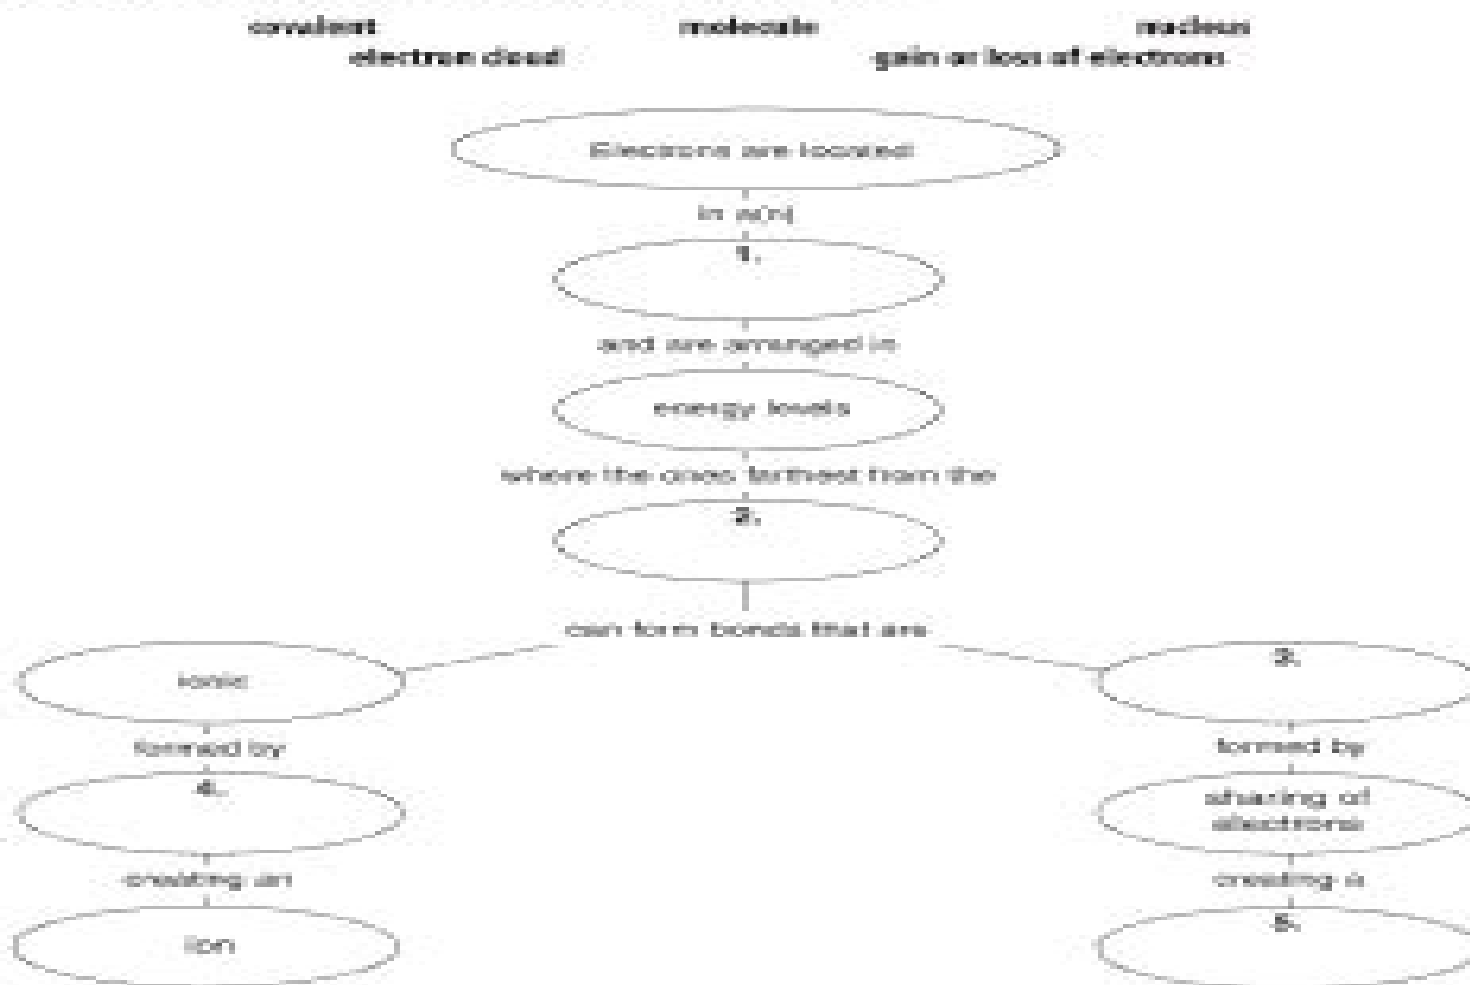 covalent molecule nucleus
electron cloud gain or loss of electrons
Electrons are located
in a(n)
1.
and are arranged in
energy levels
where the ones farthest from the
2.
can form bonds that are
ionic
3.
formed by
formed by
4.
sharing of
electrons
creating an
creating a
ion
5.